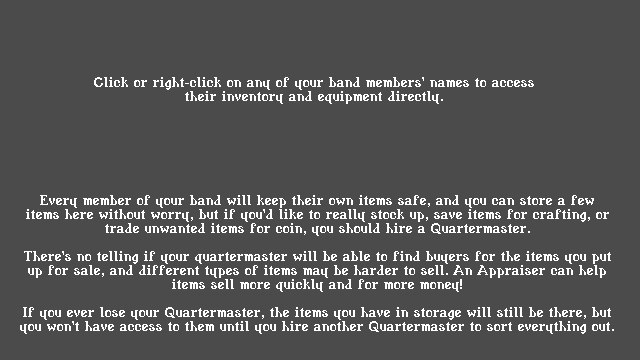 Click or right-click on any of your band members' names to access
their inventory and equipment directly.
Every member of your band will keep their own items safe, and you can store a few
items here without worry, but if you'd like to really stock up, save items for crafting, or
trade unwanted items for coin, you should hire a Quartermaster.
There's no telling if your quartermaster will be able to find buyers for the items you put
up for sale, and different types of items may be harder to sell. An Appraiser can help
items sell more quickly and for more money!
If you ever lose your Quartermaster, the items you have in storage will still be there, but
you won't have access to them until you hire another Quartermaster to sort everything out.